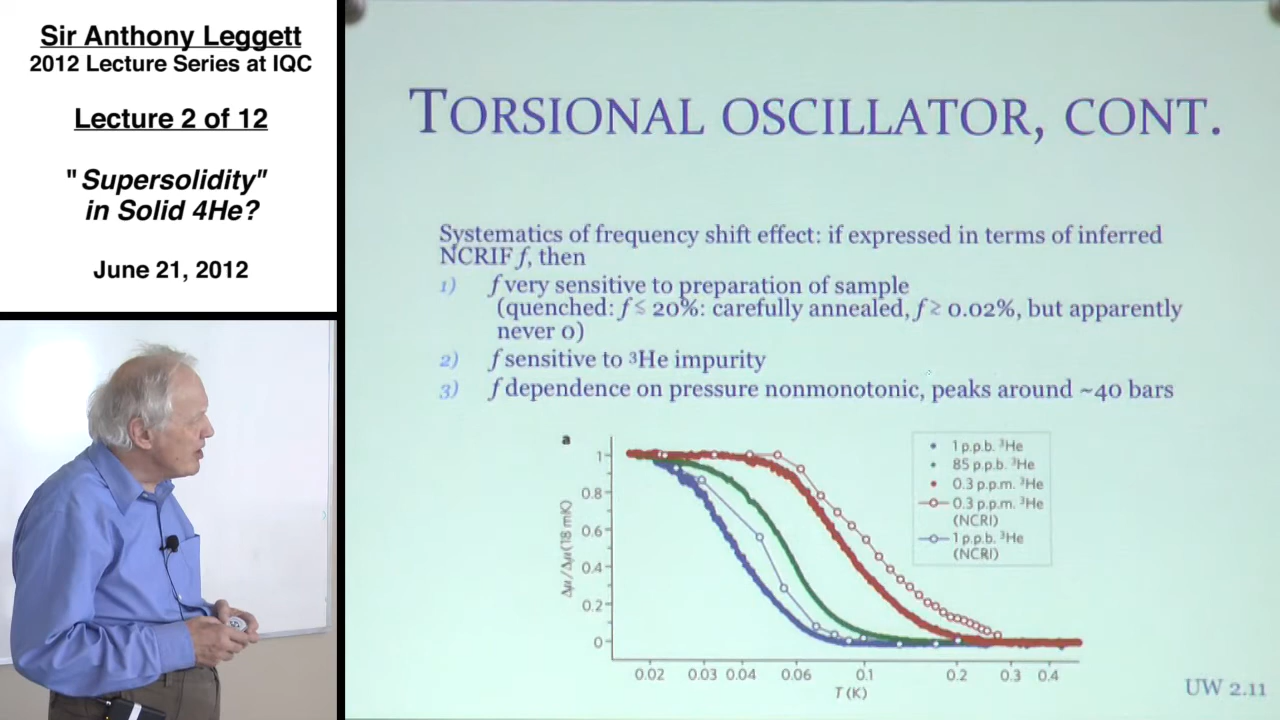 Sir Anthony Leggett
2012 Lecture Series at IQC
Lecture 2 of 12
"Supersolidity"
in Solid 4He?
June 21, 2012
TORSIONAL OSCILLATOR, CONT.
Systematics of frequency shift effect: if expressed in terms of inferred
NCRIF f, then
1) f very sensitive to preparation of sample
(quenched: f ≤ 20%: carefully annealed, f ≥ 0.02%, but apparently
never 0)
2) f sensitive to ³He impurity
3) f dependence on pressure nonmonotonic, peaks around ~40 bars
a
1
0.8
0.6
0.4
0.2
0
Δμ/Δμ(18 mK)
1 p.p.b. ³He
85 p.p.b. ³He
0.3 p.p.m. ³He
0.3 p.p.m. ³He
(NCRI)
1 p.p.b. ³He
(NCRI)
0.02 0.03 0.04 0.06 0.1 0.2 0.3 0.4
T (K)
UW 2.11